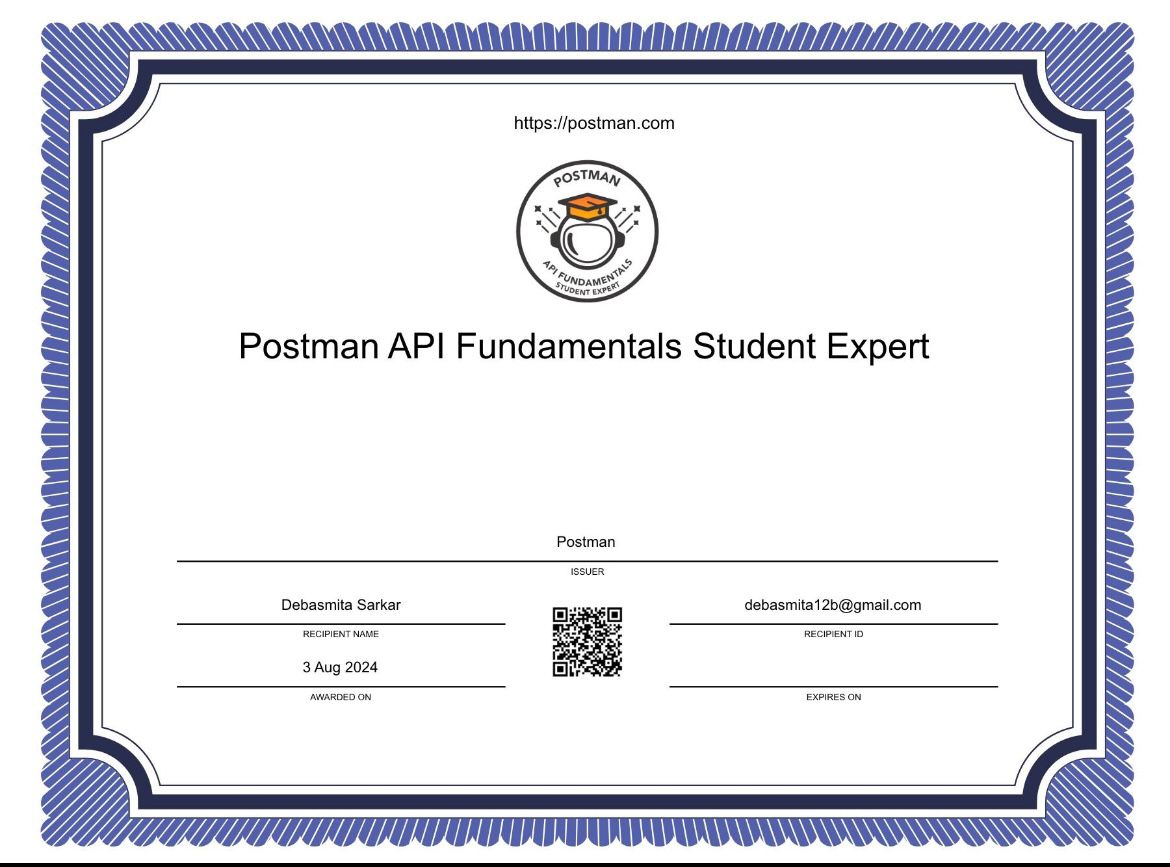 https://postman.com
POSTMAN
API FUNDAMENTALS
STUDENT EXPERT
Postman API Fundamentals Student Expert
Postman
ISSUER
Debasmita Sarkar
debasmita12b@gmail.com
RECIPIENT NAME
RECIPIENT ID
3 Aug 2024
AWARDED ON
EXPIRES ON